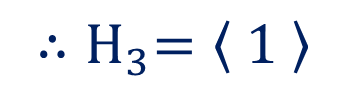 ∴ H₃ = ⟨ 1 ⟩